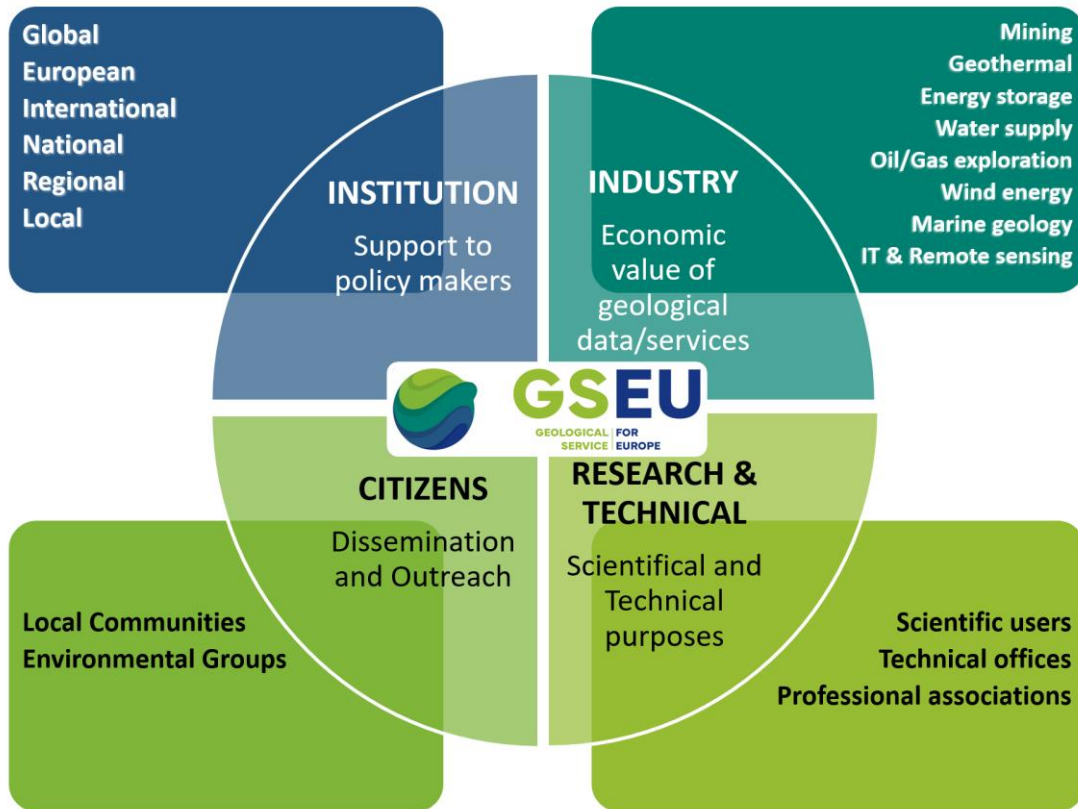 Global
European
International
National
Regional
Local
INSTITUTION
Support to
policy makers
Mining
Geothermal
Energy storage
Water supply
Oil/Gas exploration
Wind energy
Marine geology
IT & Remote sensing
INDUSTRY
Economic
value of
geological
data/services
GSEU
GEOLOGICAL FOR
SERVICE EUROPE
CITIZENS
Dissemination
and Outreach
Local Communities
Environmental Groups
RESEARCH &
TECHNICAL
Scientifical and
Technical
purposes
Scientific users
Technical offices
Professional associations